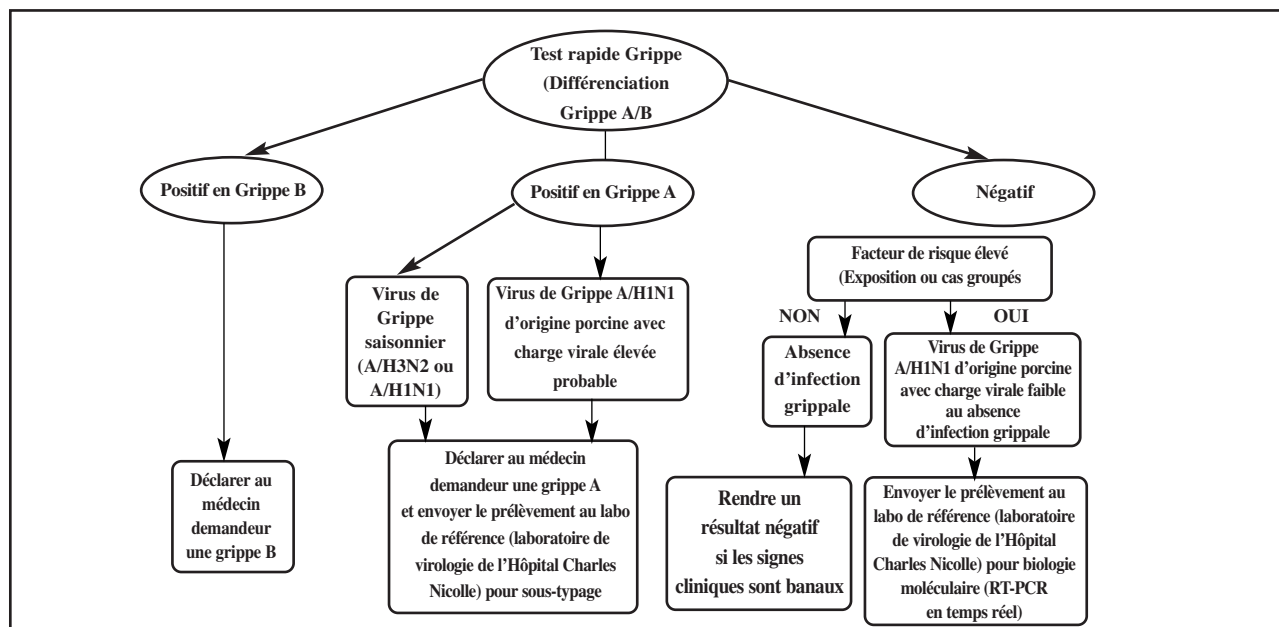 Test rapide Grippe
(Différenciation
Grippe A/B
Positif en Grippe B
Positif en Grippe A
Négatif
Facteur de risque élevé
(Exposition ou cas groupés
NON
OUI
Virus de
Grippe
saisonnier
(A/H3N2 ou
A/H1N1)
Virus de Grippe A/H1N1
d'origine porcine avec
charge virale élevée
probable
Absence
d'infection
grippale
Virus de Grippe
A/H1N1 d'origine porcine
avec charge virale faible
au absence
d'infection grippale
Déclarer au
médecin
demandeur
une grippe B
Déclarer au médecin
demandeur une grippe A
et envoyer le prélèvement au labo
de référence (laboratoire de
virologie de l'Hôpital Charles
Nicolle) pour sous-typage
Rendre un
résultat négatif
si les signes
cliniques sont banaux
Envoyer le prélèvement au
labo de référence (laboratoire
de virologie de l'Hôpital
Charles Nicolle) pour biologie
moléculaire (RT-PCR
en temps réel)